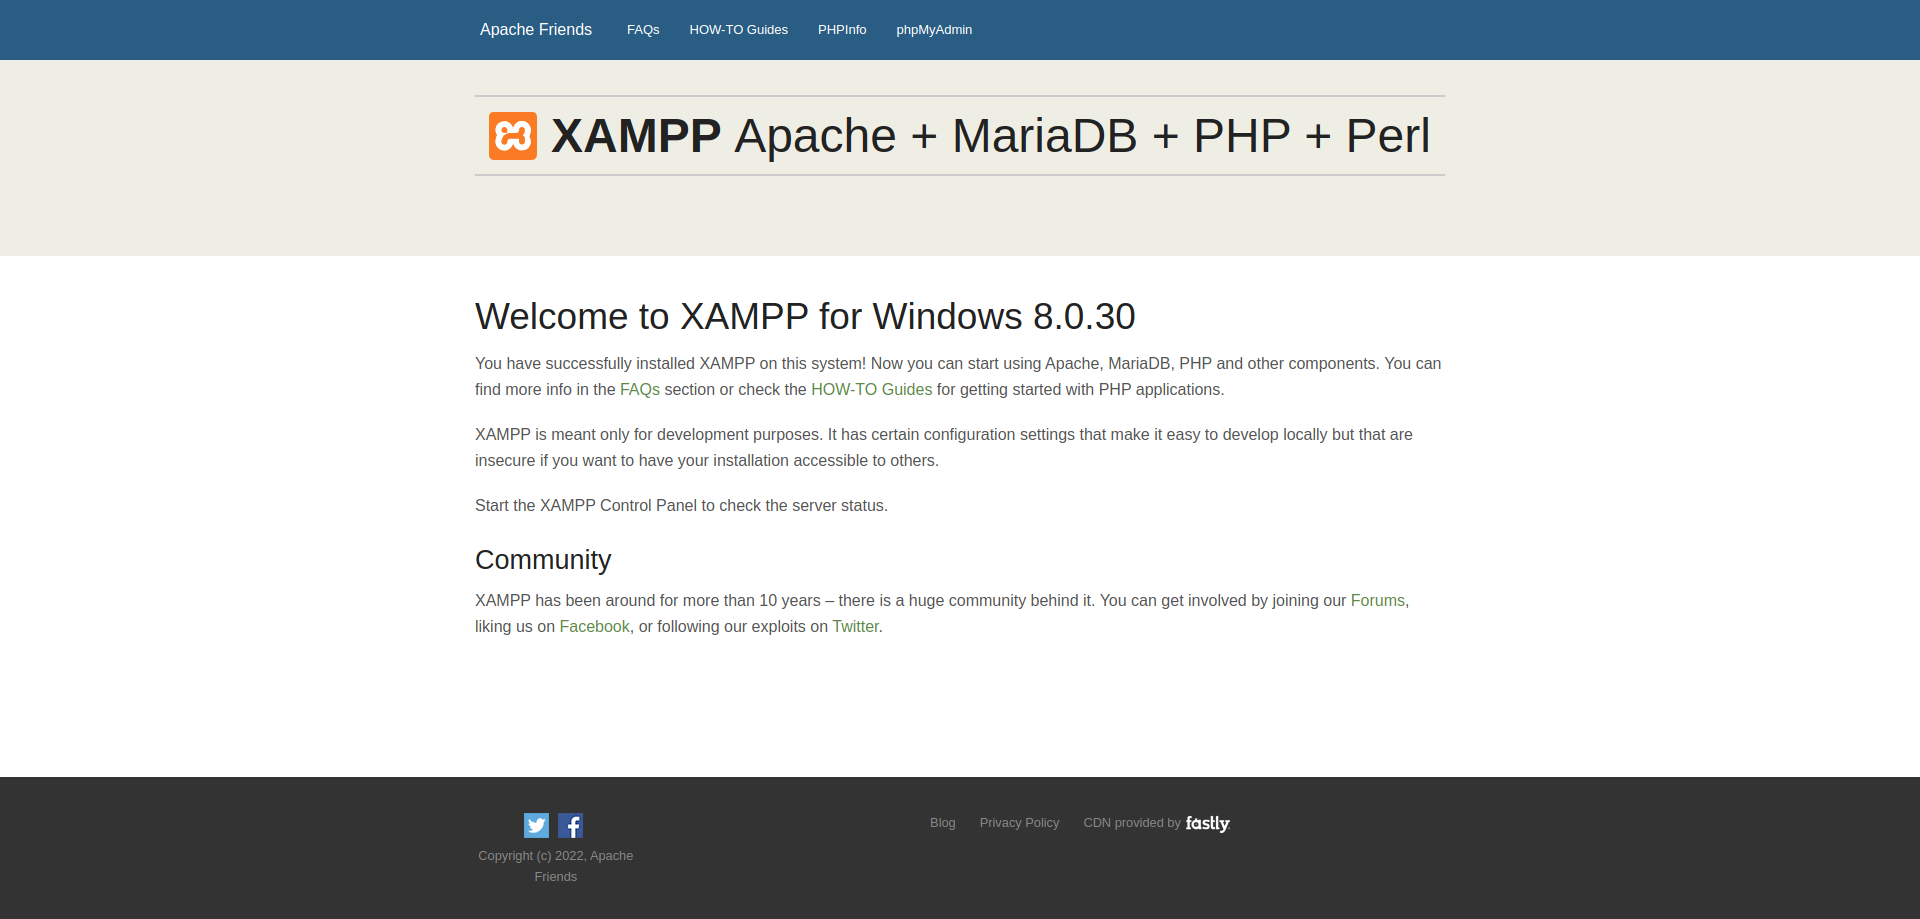 Apache Friends FAQs HOW-TO Guides PHPInfo phpMyAdmin
XAMPP Apache + MariaDB + PHP + Perl
Welcome to XAMPP for Windows 8.0.30
You have successfully installed XAMPP on this system! Now you can start using Apache, MariaDB, PHP and other components. You can
find more info in the FAQs section or check the HOW-TO Guides for getting started with PHP applications.
XAMPP is meant only for development purposes. It has certain configuration settings that make it easy to develop locally but that are
insecure if you want to have your installation accessible to others.
Start the XAMPP Control Panel to check the server status.
Community
XAMPP has been around for more than 10 years – there is a huge community behind it. You can get involved by joining our Forums,
liking us on Facebook, or following our exploits on Twitter.
Blog Privacy Policy CDN provided by fastly
Copyright (c) 2022, Apache
Friends